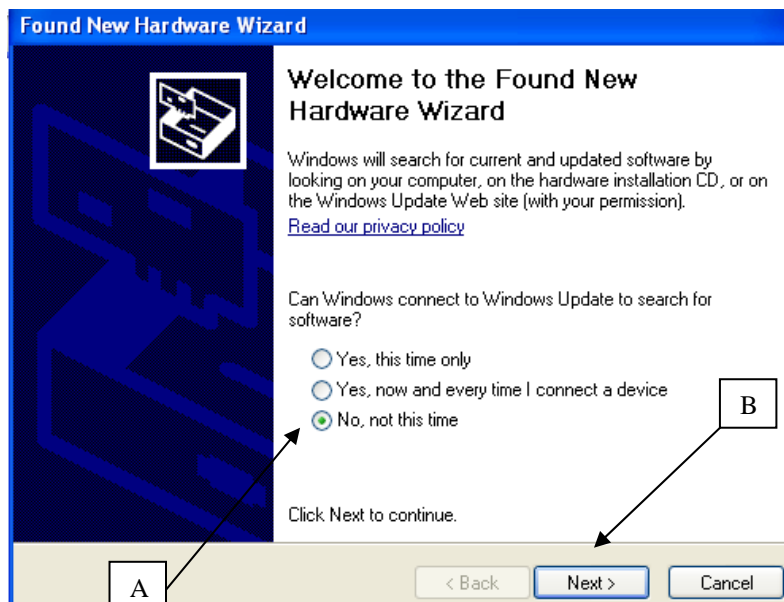 Found New Hardware Wizard
Welcome to the Found New
Hardware Wizard
Windows will search for current and updated software by
looking on your computer, on the hardware installation CD, or on
the Windows Update Web site (with your permission).
Read our privacy policy
Can Windows connect to Windows Update to search for
software?
Yes, this time only
Yes, now and every time I connect a device
No, not this time
B
Click Next to continue.
A
< Back Next > Cancel